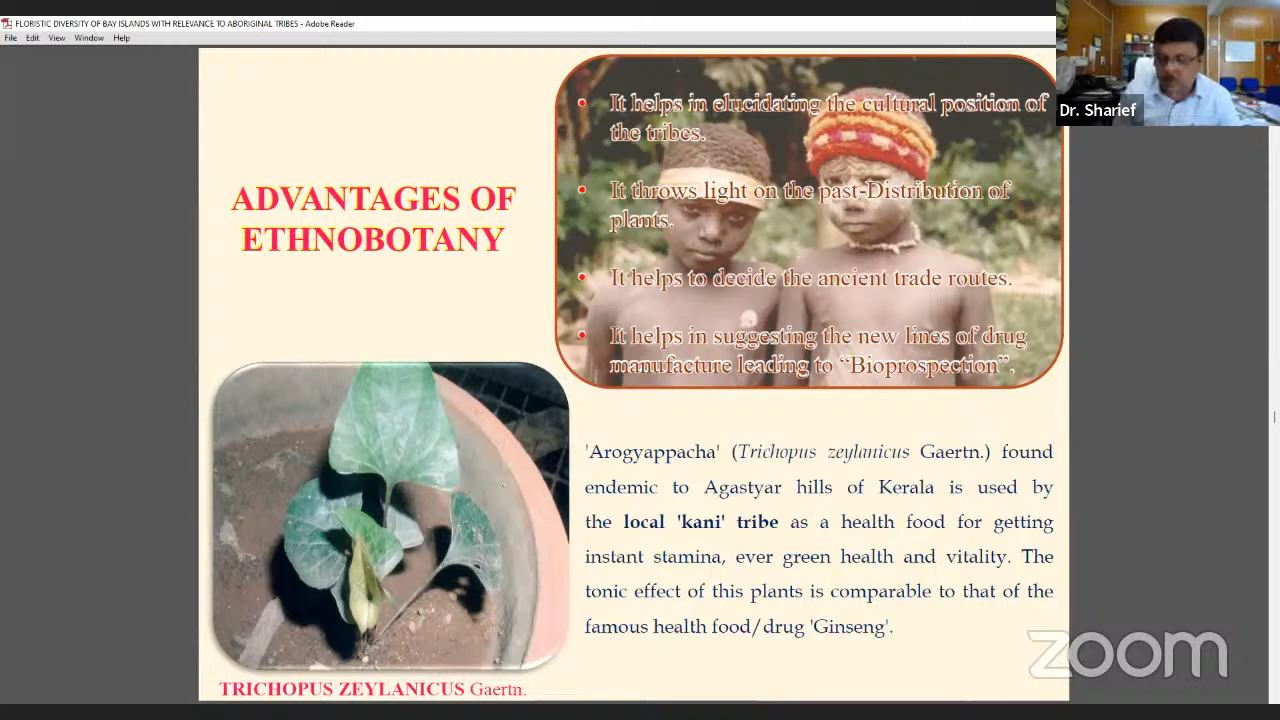 FLORISTIC DIVERSITY OF BAY ISLANDS WITH RELEVANCE TO ABORIGINAL TRIBES - Adobe Reader
File Edit View Window Help
Dr. Sharief
ADVANTAGES OF
ETHNOBOTANY
• It helps in elucidating the cultural position of
the tribes.
• It throws light on the past-Distribution of
plants.
• It helps to decide the ancient trade routes.
• It helps in suggesting the new lines of drug
manufacture leading to “Bioprospection”.
'Arogyappacha' (Trichopus zeylanicus Gaertn.) found
endemic to Agastyar hills of Kerala is used by
the local 'kani' tribe as a health food for getting
instant stamina, ever green health and vitality. The
tonic effect of this plants is comparable to that of the
famous health food/drug 'Ginseng'.
TRICHOPUS ZEYLANICUS Gaertn.
zoom